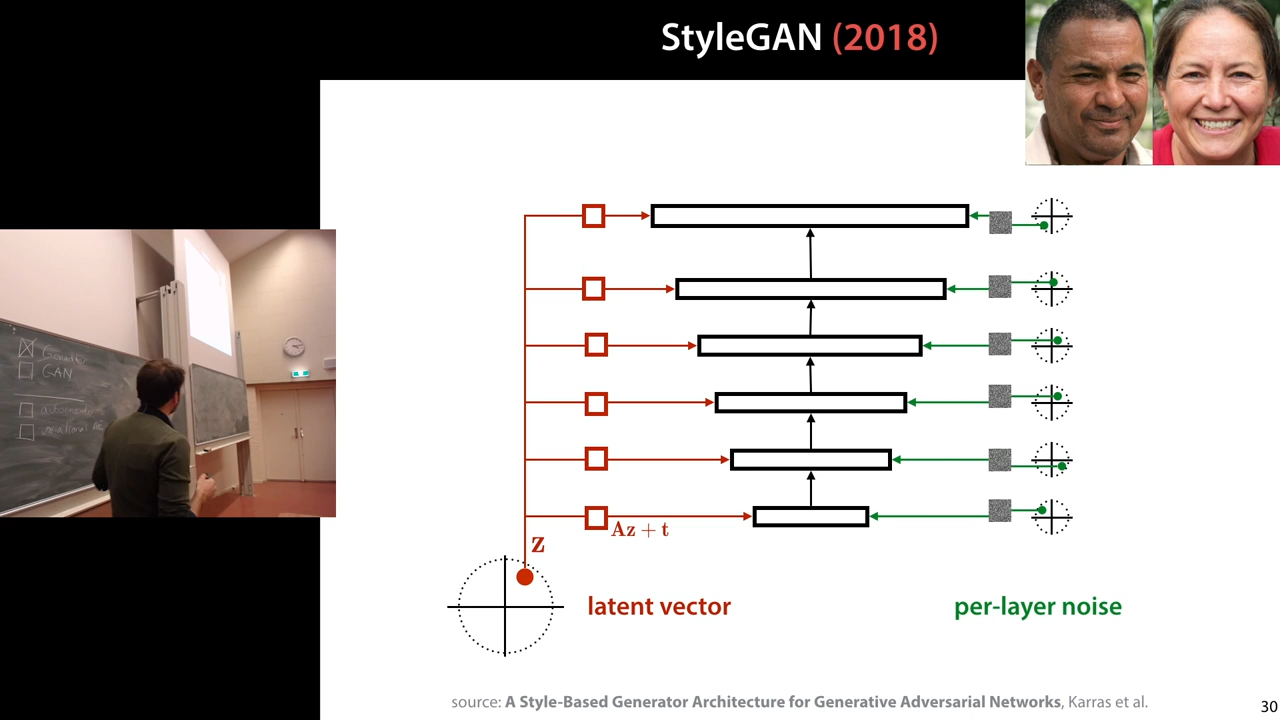 StyleGAN (2018)
GAN
z
Az + t
latent vector
per-layer noise
source: A Style-Based Generator Architecture for Generative Adversarial Networks, Karras et al.
30